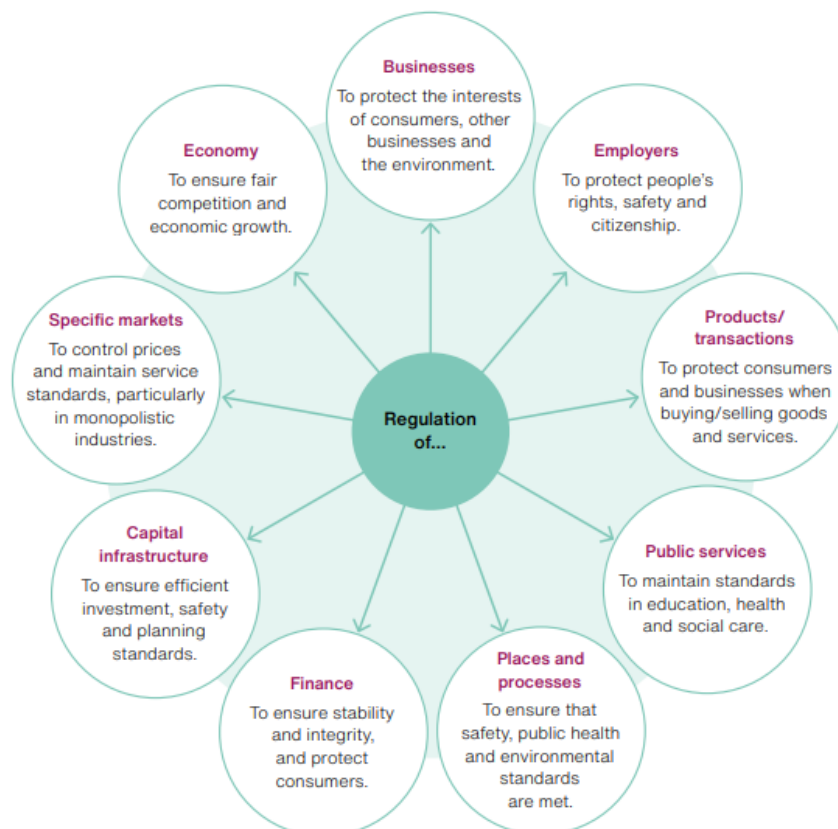 Businesses
To protect the interests
of consumers, other
businesses and
the environment.
Employers
To protect people's
rights, safety and
citizenship.
Products/
transactions
To protect consumers
and businesses when
buying/selling goods
and services.
Public services
To maintain standards
in education, health
and social care.
Places and
processes
To ensure that
safety, public health
and environmental
standards
are met.
Finance
To ensure stability
and integrity,
and protect
consumers.
Capital
infrastructure
To ensure efficient
investment, safety
and planning
standards.
Specific markets
To control prices
and maintain service
standards, particularly
in monopolistic
industries.
Economy
To ensure fair
competition and
economic growth.
Regulation
of...